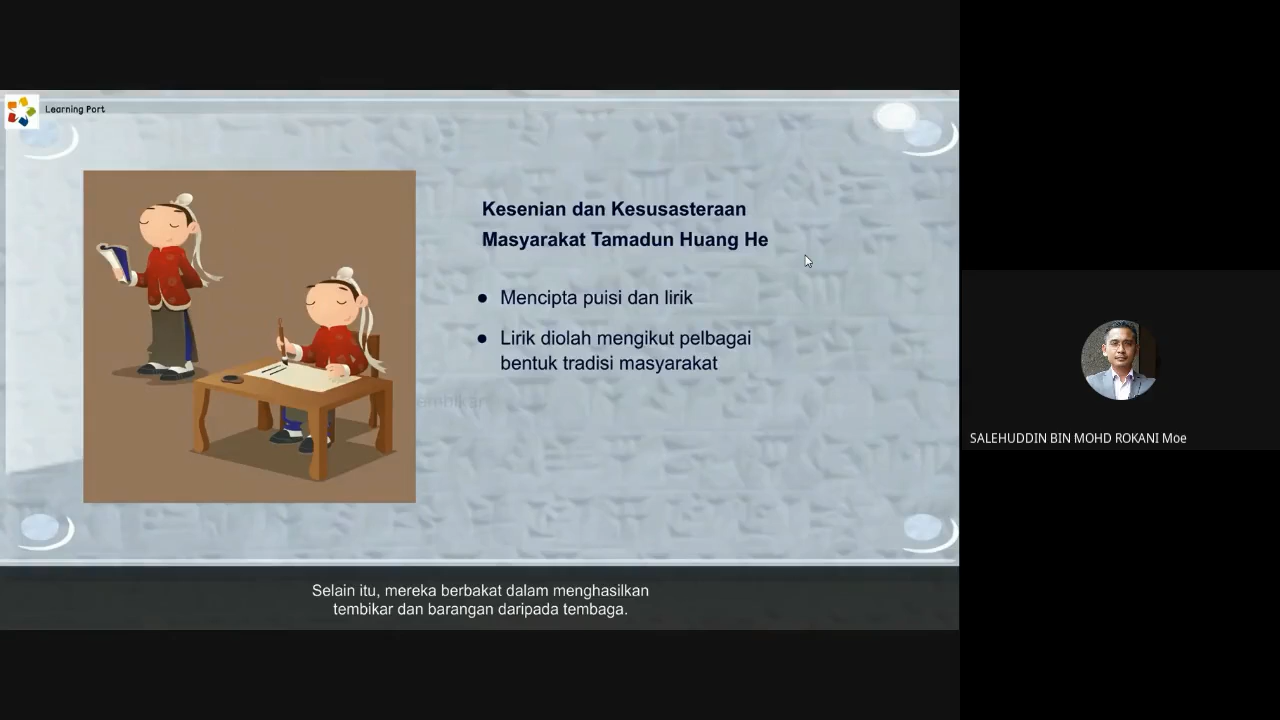 Learning Port
Kesenian dan Kesusasteraan
Masyarakat Tamadun Huang He
● Mencipta puisi dan lirik
● Lirik diolah mengikut pelbagai
bentuk tradisi masyarakat
Selain itu, mereka berbakat dalam menghasilkan
tembikar dan barangan daripada tembaga.
SALEHUDDIN BIN MOHD ROKANI Moe